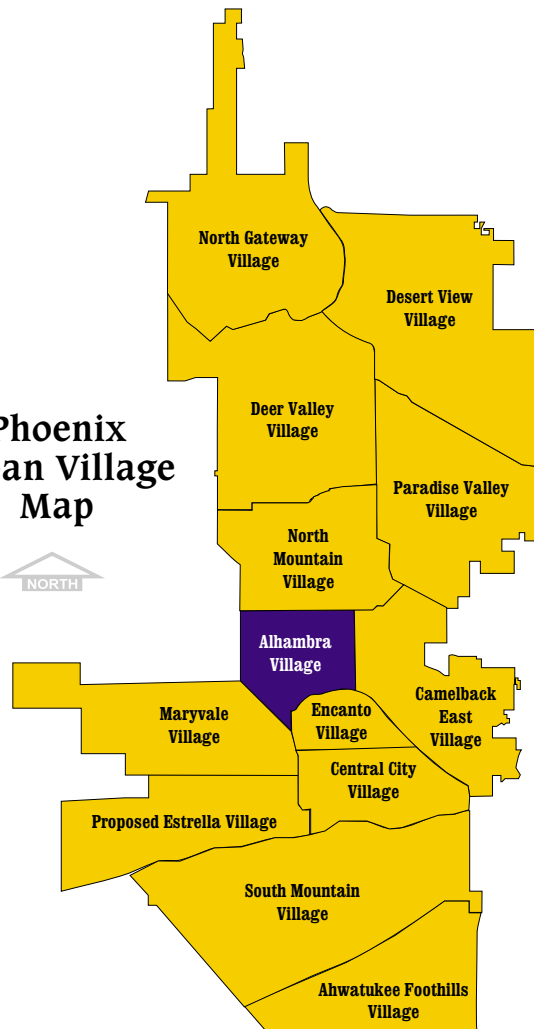 North Gateway
Village
Desert View
Village
Deer Valley
Village
Phoenix
an Village
Map
Paradise Valley
Village
North
Mountain
Village
NORTH
Alhambra
Village
Camelback
East
Village
Maryvale
Village
Encanto
Village
Central City
Village
Proposed Estrella Village
South Mountain
Village
Ahwatukee Foothills
Village